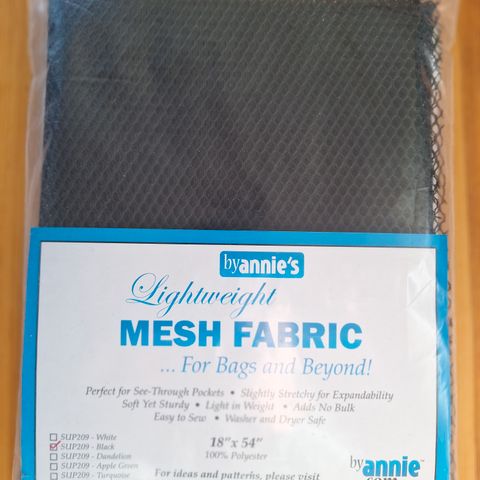 byannie's
Lightweight
MESH FABRIC
... For Bags and Beyond!
Perfect for See-Through Pockets • Slightly Stretchy for Expandability
Soft Yet Sturdy • Light in Weight • Adds No Bulk
Easy to Sew • Washer and Dryer Safe
SUP209 - White
SUP209 - Black
SUP209 - Dandelion
SUP209 - Apple Green
SUP209 - Turquoise
18" x 54"
100% Polyester
For ideas and patterns, please visit
byannie™
com